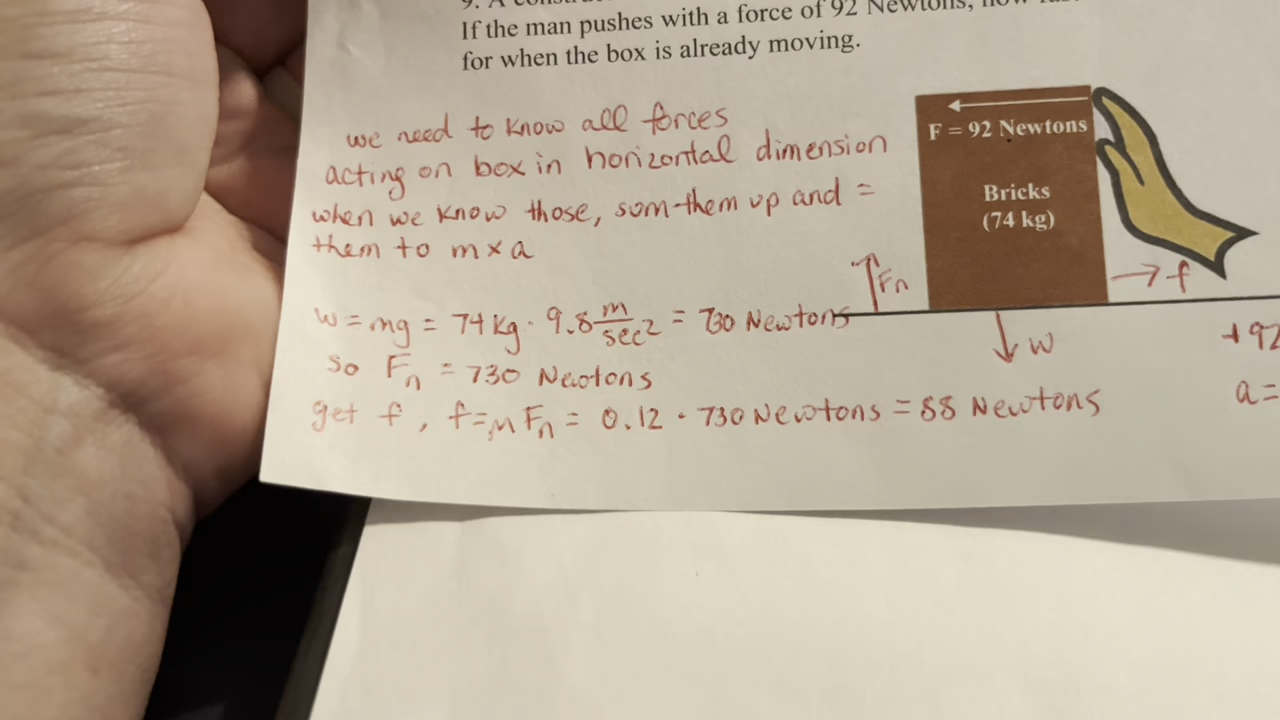 If the man pushes with a force of 92 Newtons,
for when the box is already moving.
we need to know all forces
acting on box in horizontal dimension
when we know those, som them up and =
them to m x a
F = 92 Newtons
Bricks
(74 kg)
Fn
→ f
w = mg = 74 kg · 9.8 m/sec² = 730 Newtons
↓ w
+92
so Fn = 730 Newtons
a =
get f, f = μ Fn = 0.12 · 730 Newtons = 88 Newtons